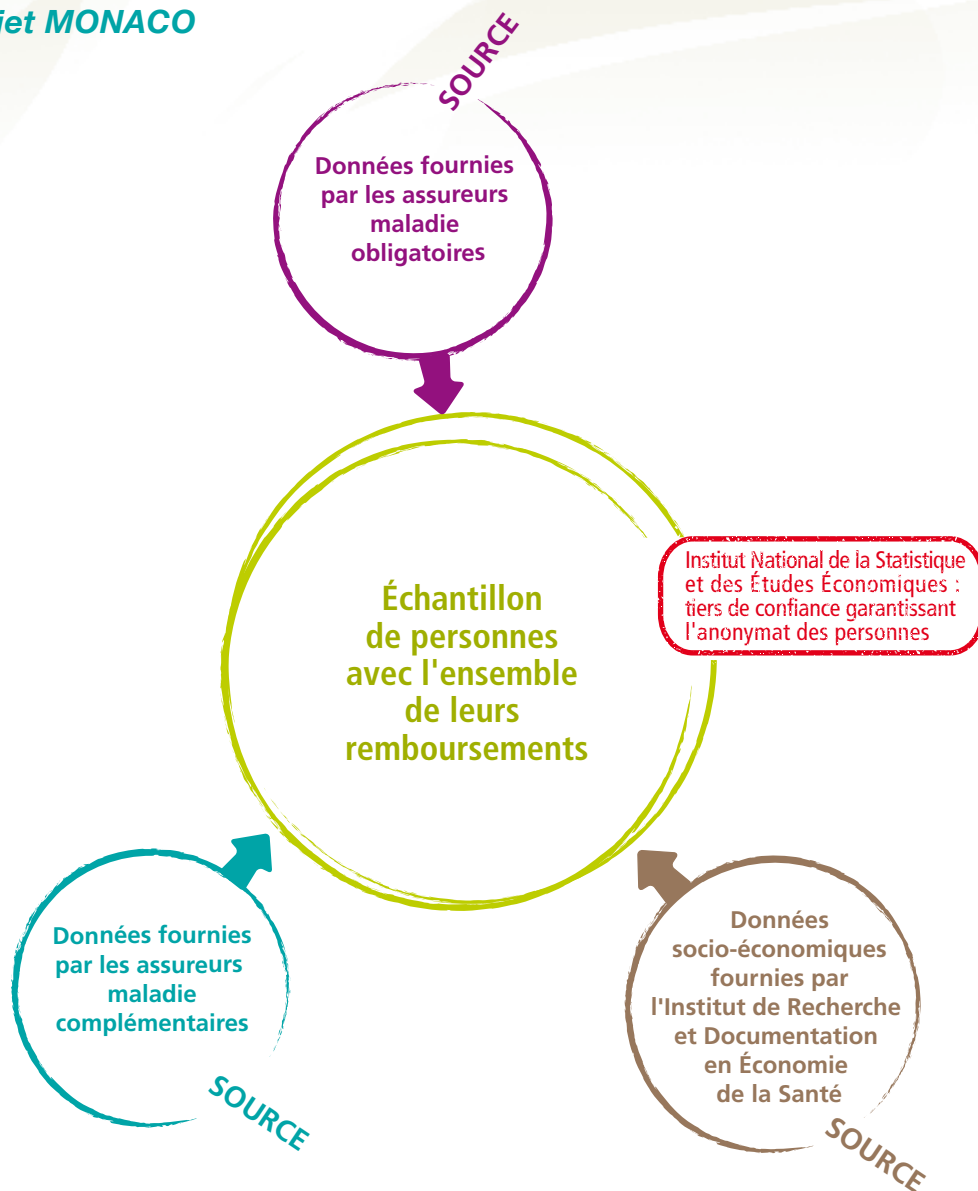 jet MONACO
SOURCE
Données fournies
par les assureurs
maladie
obligatoires
Institut National de la Statistique
et des Études Économiques :
tiers de confiance garantissant
l'anonymat des personnes
Échantillon
de personnes
avec l'ensemble
de leurs
remboursements
Données fournies
par les assureurs
maladie
complémentaires
SOURCE
Données
socio-économiques
fournies par
l'Institut de Recherche
et Documentation
en Économie
de la Santé
SOURCE